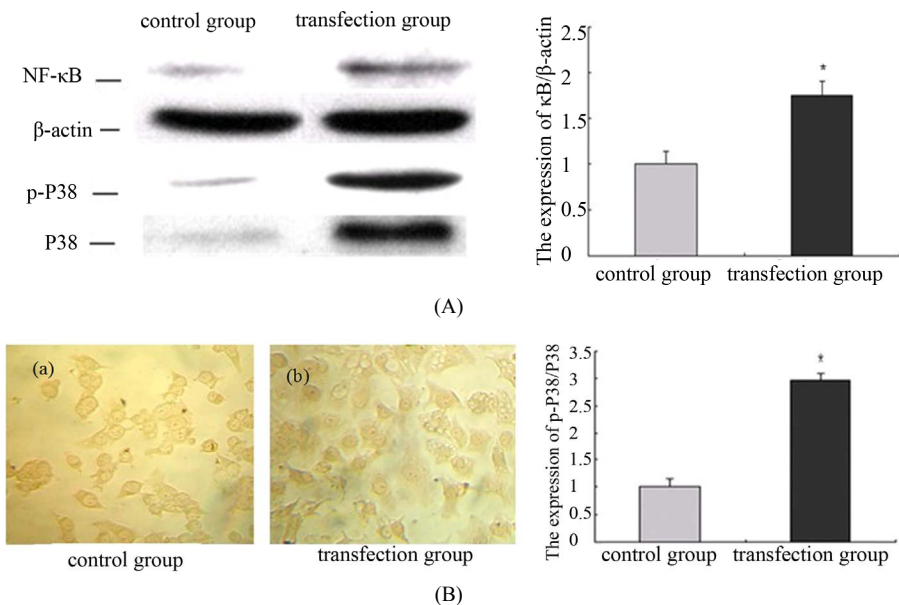 control group transfection group
NF-κB
β-actin
p-P38
P38
The expression of κB/β-actin
2.5
2
1.5
1
0.5
0
*
control group transfection group
(A)
(a)
control group
(b)
transfection group
The expression of p-P38/P38
3.5
3
2.5
2
1
0.5
0
*
control group transfection group
(B)